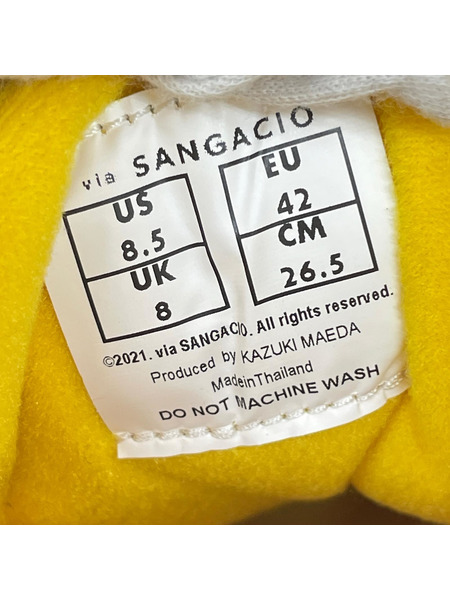 via SANGACIO
US
8.5
UK
8
EU
42
CM
26.5
©2021. via SANGACIO. All rights reserved.
Produced by KAZUKI MAEDA
MadeinThailand
DO NOT MACHINE WASH